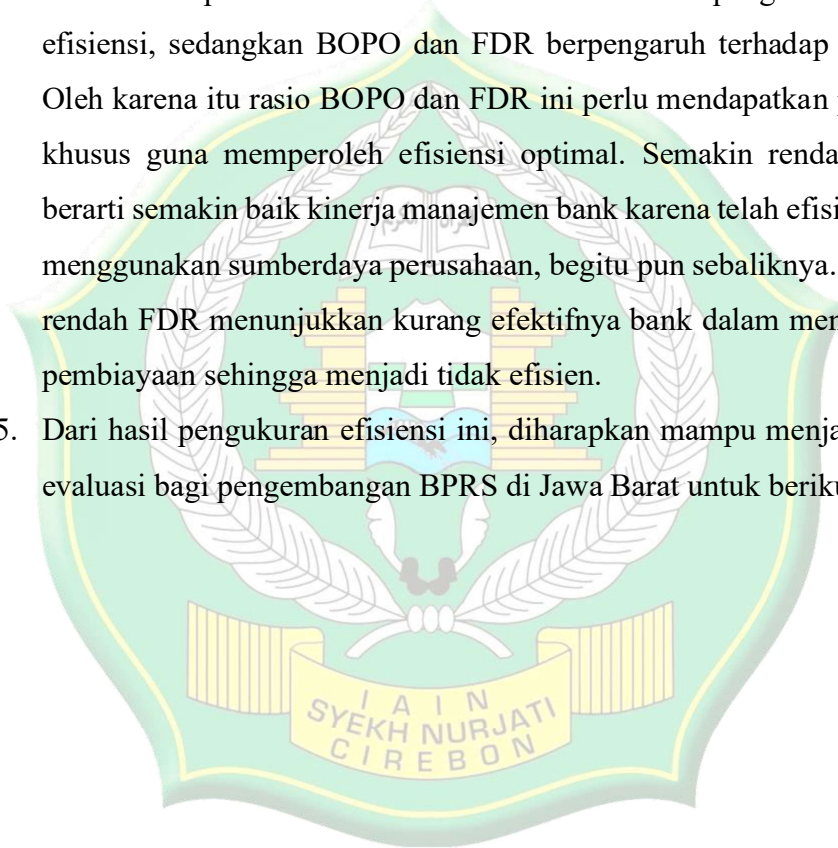 efisiensi, sedangkan BOPO dan FDR berpengaruh terhadap
Oleh karena itu rasio BOPO dan FDR ini perlu mendapatkan
khusus guna memperoleh efisiensi optimal. Semakin renda
berarti semakin baik kinerja manajemen bank karena telah efisi
menggunakan sumberdaya perusahaan, begitu pun sebaliknya.
rendah FDR menunjukkan kurang efektifnya bank dalam men
pembiayaan sehingga menjadi tidak efisien.
5. Dari hasil pengukuran efisiensi ini, diharapkan mampu menja
evaluasi bagi pengembangan BPRS di Jawa Barat untuk beriku
IAIN
SYEKH NURJATI
CIREBON